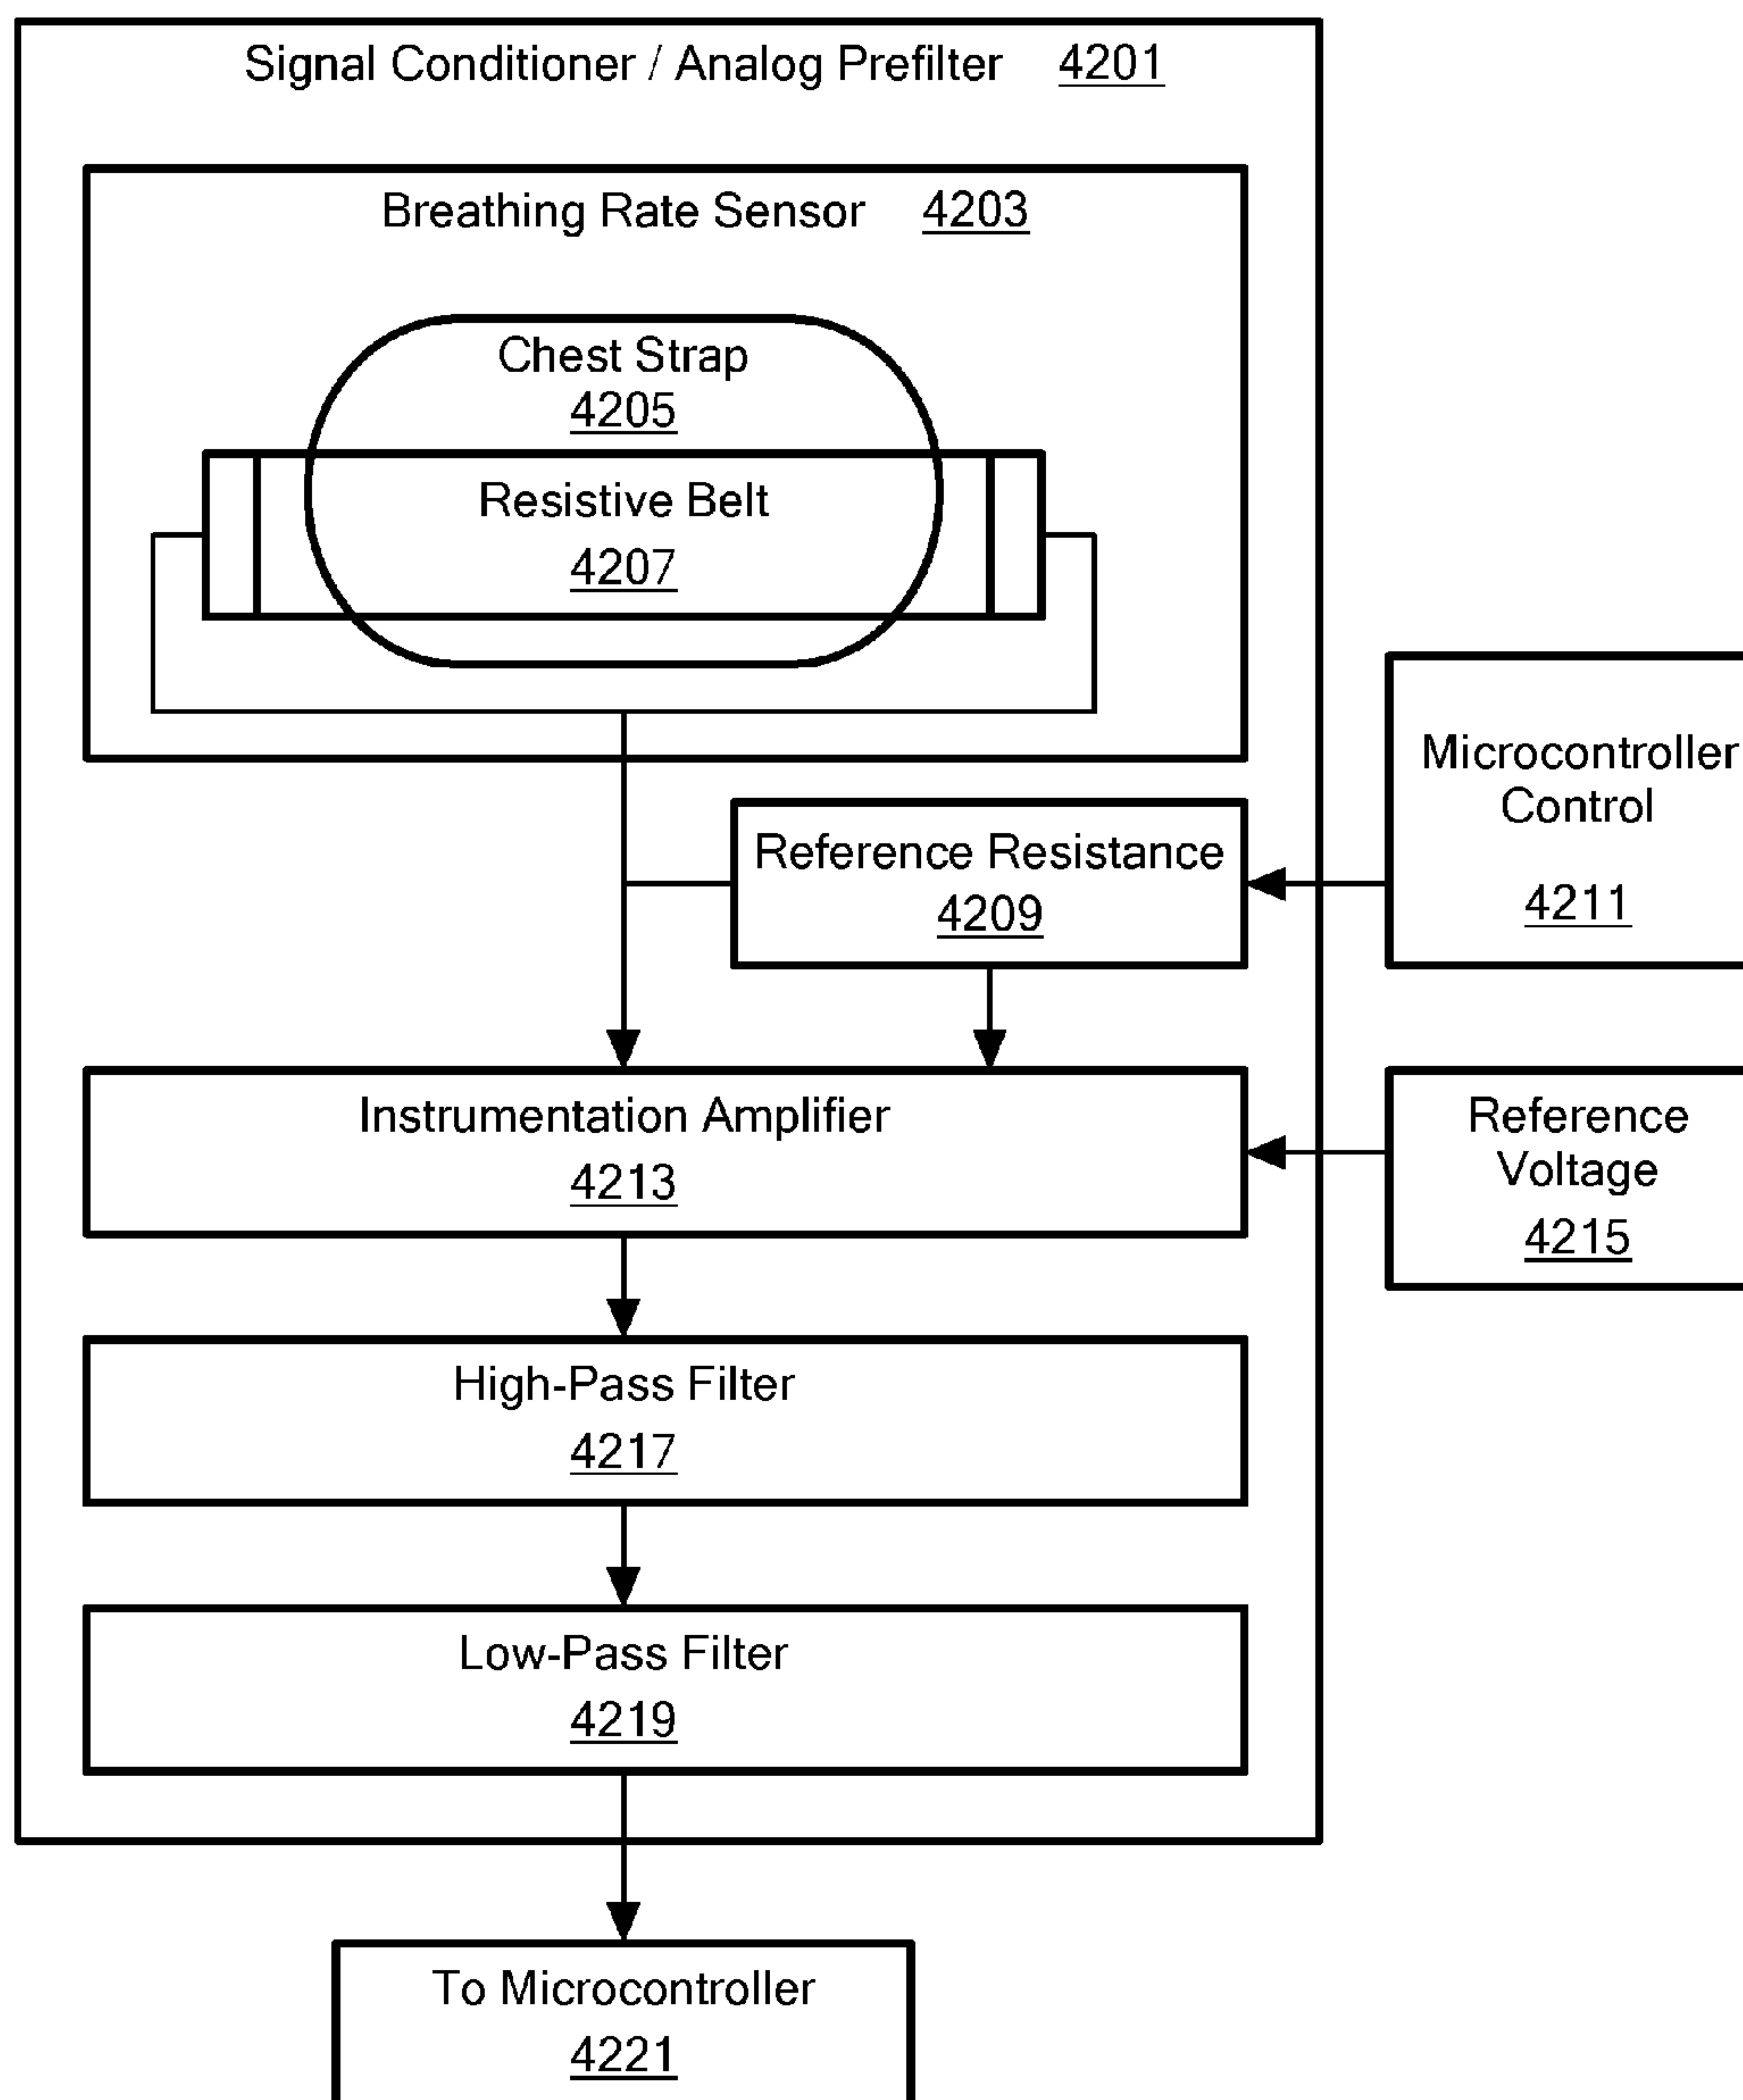 Signal Conditioner / Analog Prefilter 4201
Breathing Rate Sensor 4203
Chest Strap
4205
Resistive Belt
4207
Microcontroller
Control
4211
Reference Resistance
4209
Instrumentation Amplifier
4213
Reference
Voltage
4215
High-Pass Filter
4217
Low-Pass Filter
4219
To Microcontroller
4221